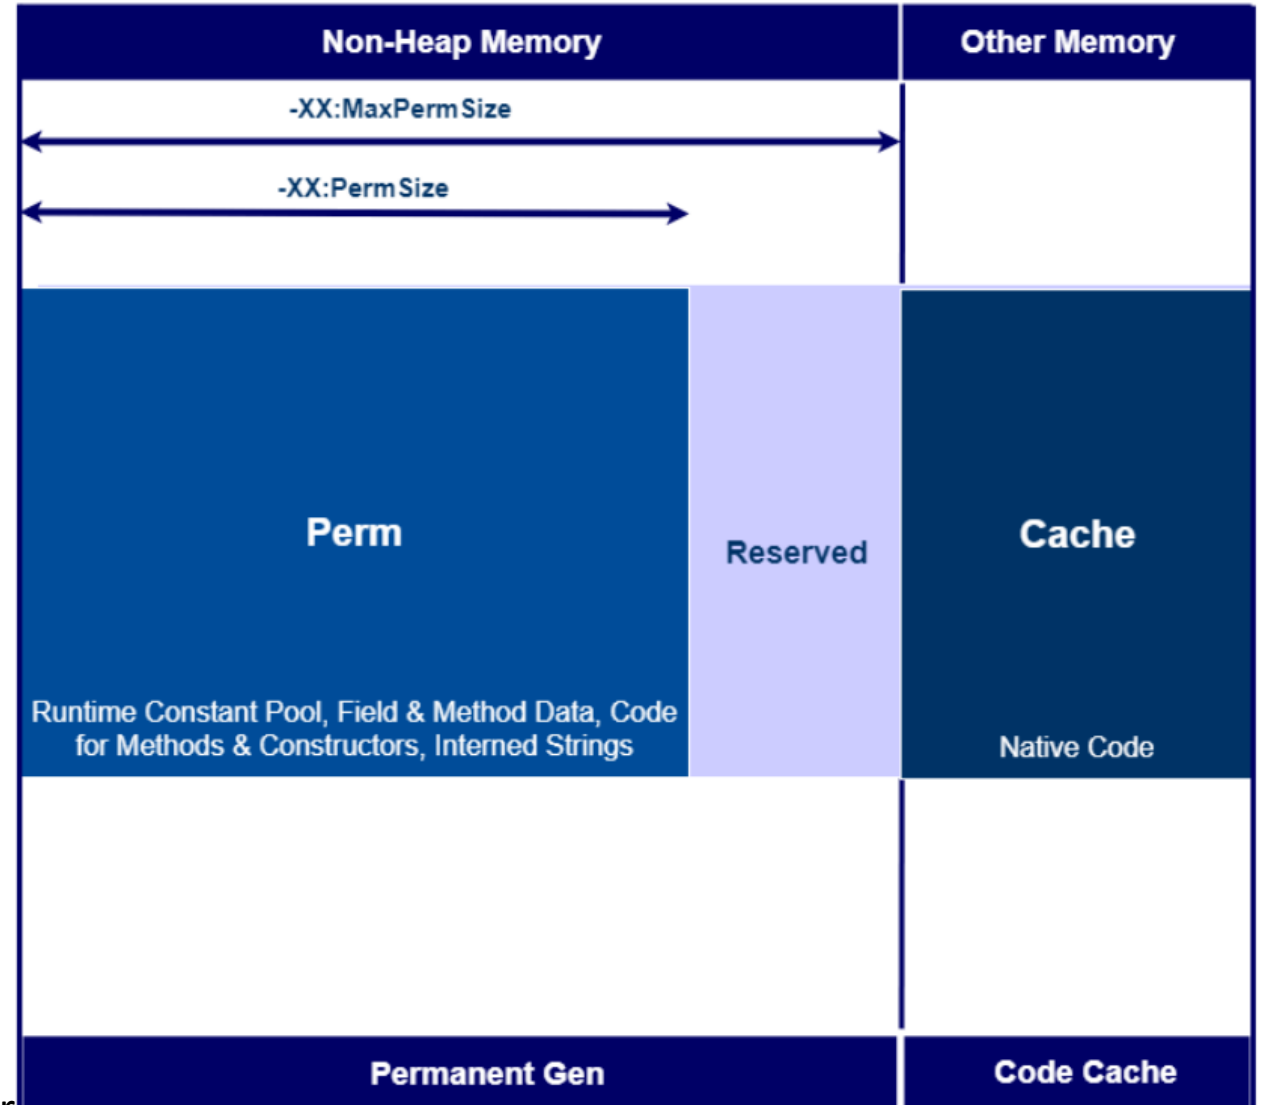 Non-Heap Memory
Other Memory
-XX:MaxPermSize
-XX:PermSize
Perm
Reserved
Cache
Runtime Constant Pool, Field & Method Data, Code
for Methods & Constructors, Interned Strings
Native Code
Permanent Gen
Code Cache